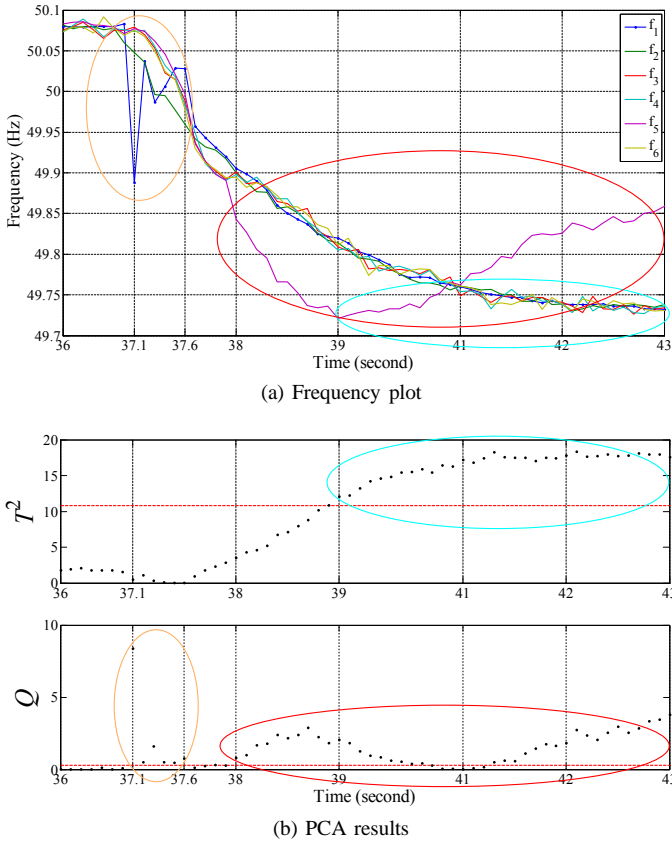 50.1
50.05
50
49.95
49.9
49.85
49.8
49.75
49.7
Frequency (Hz)
f1
f2
f3
f4
f5
f6
36 37.1 37.6 38 39 41 42 43
Time (second)
(a) Frequency plot
20
15
10
5
0
T2
36 37.1 38 39 41 42 43
10
5
0
Q
36 37.1 37.6 38 39 41 42 43
Time (second)
(b) PCA results